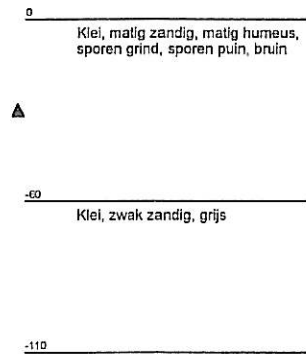 0
Klei, matig zandig, matig humeus,
sporen grind, sporen puin, bruin
-60
Klei, zwak zandig, grijs
-110